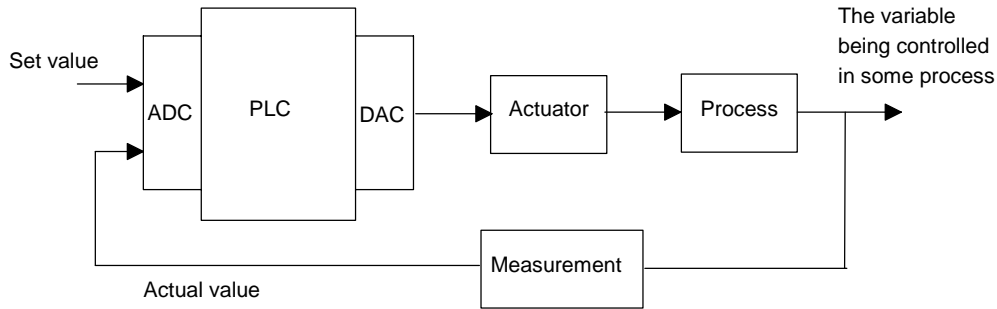 The variable
being controlled
in some process
Set value
ADC
PLC
DAC
Actuator
Process
Measurement
Actual value